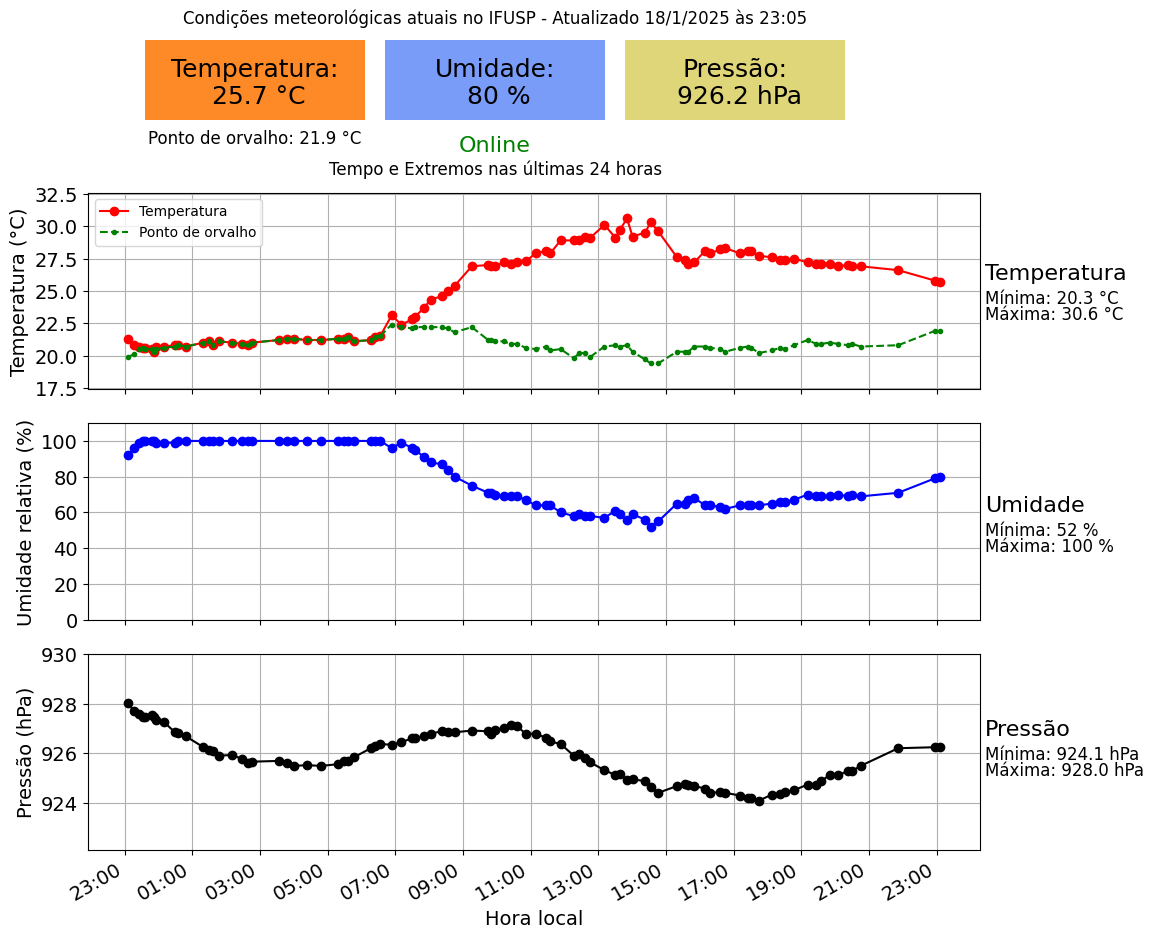 Condições meteorológicas atuais no IFUSP - Atualizado 18/1/2025 às 23:05
Temperatura:
25.7 °C
Umidade:
80 %
Pressão:
926.2 hPa
Ponto de orvalho: 21.9 °C
Online
Tempo e Extremos nas últimas 24 horas
Temperatura (°C)
32.5
30.0
27.5
25.0
22.5
20.0
17.5
Temperatura
Ponto de orvalho
Temperatura
Mínima: 20.3 °C
Máxima: 30.6 °C
Umidade relativa (%)
100
80
60
40
20
0
Umidade
Mínima: 52 %
Máxima: 100 %
Pressão (hPa)
930
928
926
924
Pressão
Mínima: 924.1 hPa
Máxima: 928.0 hPa
23:00 01:00 03:00 05:00 07:00 09:00 11:00 13:00 15:00 17:00 19:00 21:00 23:00
Hora local